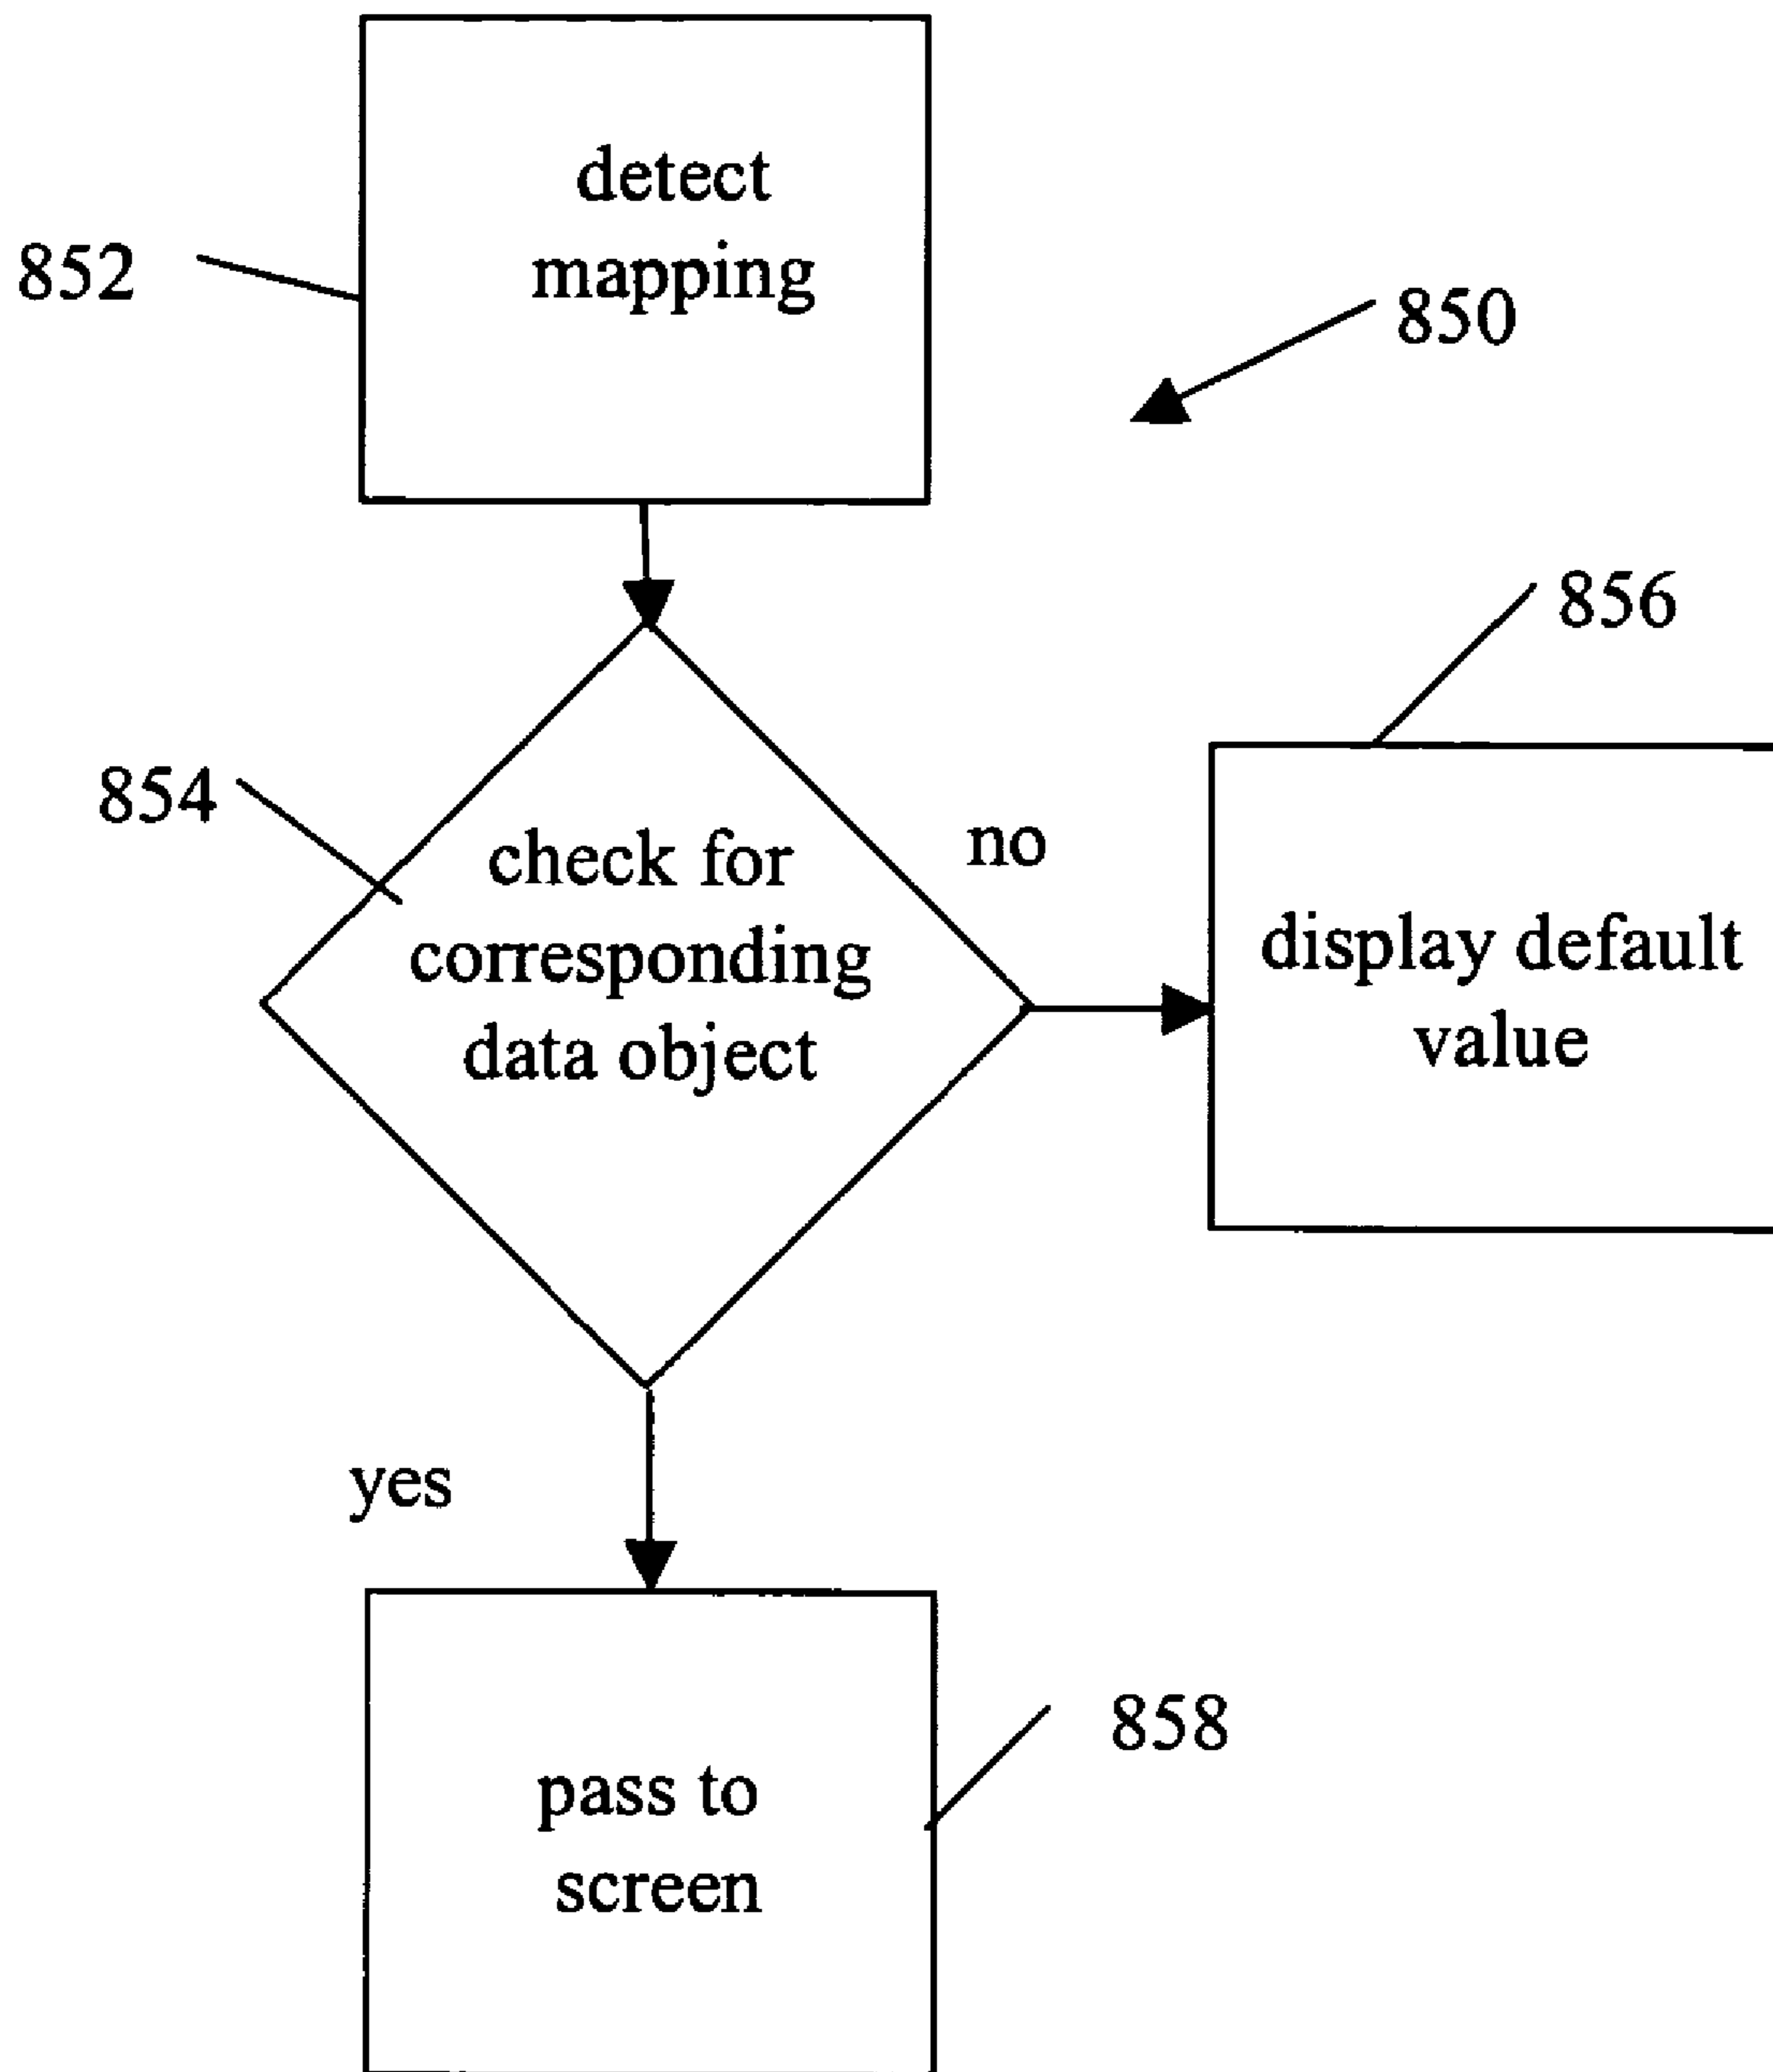 detect
mapping
852
850
856
854
check for
corresponding
data object
no
display default
value
yes
858
pass to
screen